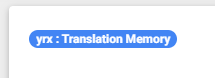 yrx : Translation Memory